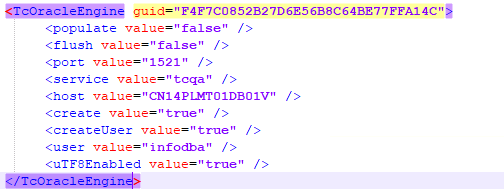 <TcOracleEngine guid="F4F7C0852B27D6E56B8C64BE77FFA14C">
<populate value="false" />
<flush value="false" />
<port value="1521" />
<service value="tcqa" />
<host value="CN14PLMT01DB01V" />
<create value="true" />
<createUser value="true" />
<user value="infodba" />
<uTF8Enabled value="true" />
</TcOracleEngine>